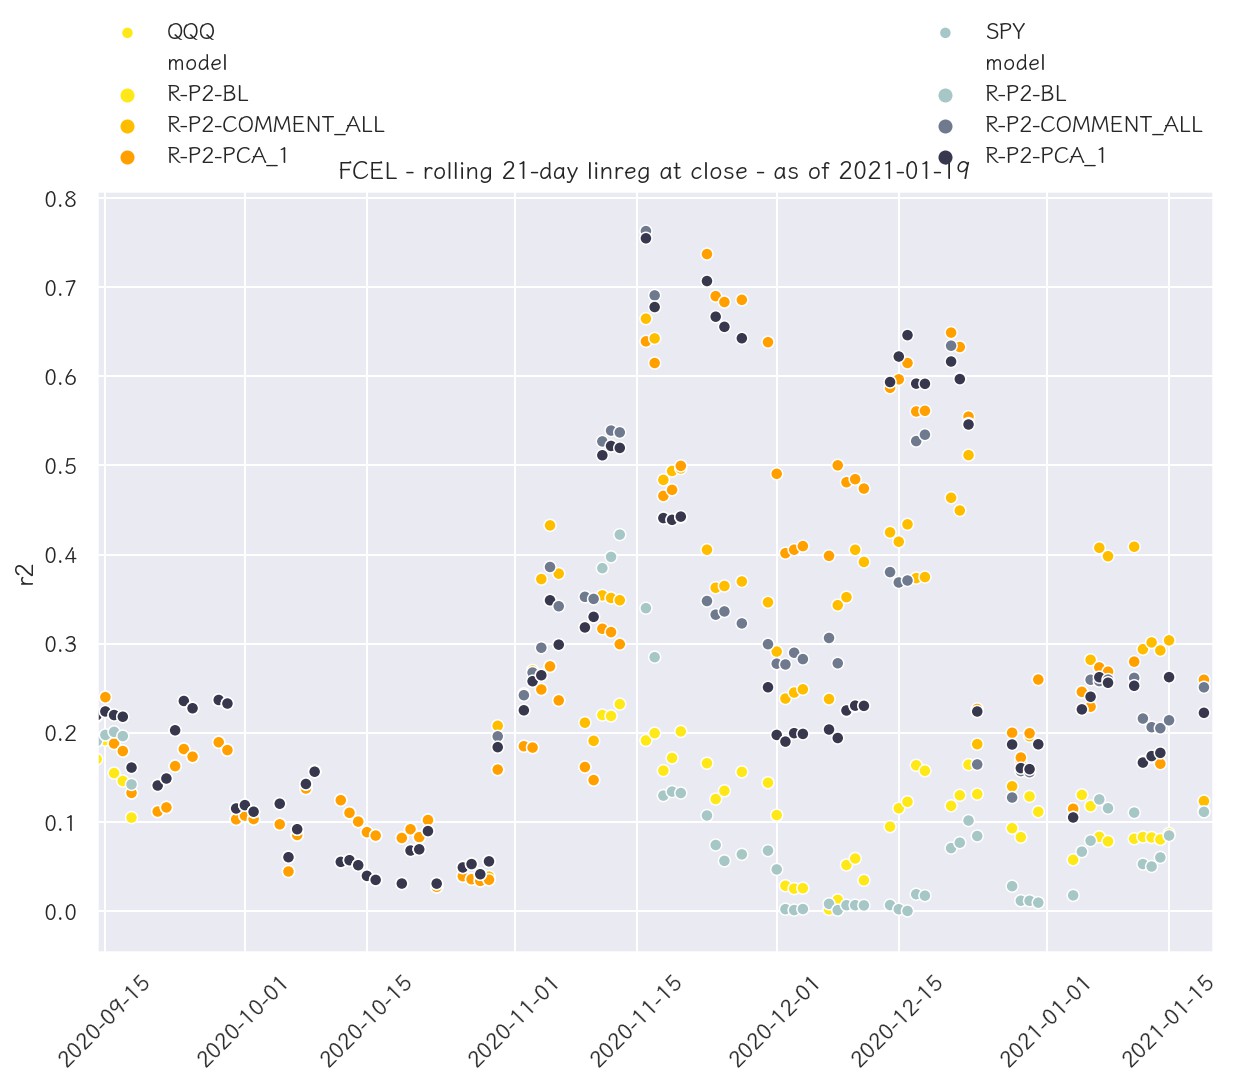 QQQ
model
R-P2-BL
R-P2-COMMENT_ALL
R-P2-PCA_1
SPY
model
R-P2-BL
R-P2-COMMENT_ALL
R-P2-PCA_1
FCEL - rolling 21-day linreg at close - as of 2021-01-19
0.8
0.7
0.6
0.5
0.4
0.3
0.2
0.1
0.0
r2
2020-09-15
2020-10-01
2020-10-15
2020-11-01
2020-11-15
2020-12-01
2020-12-15
2021-01-01
2021-01-15